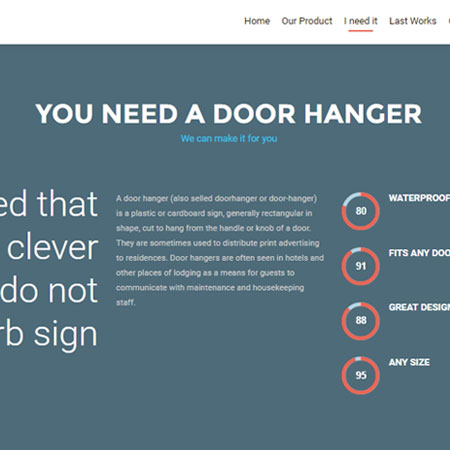 Home Our Product I need it Last Works
YOU NEED A DOOR HANGER
We can make it for you
ed that
clever
do not
rb sign
A door hanger (also selled doorhanger or door-hanger)
is a plastic or cardboard sign, generally rectangular in
shape, cut to hang from the handle or knob of a door.
They are sometimes used to distribute print advertising
to residences. Door hangers are often seen in hotels and
other places of lodging as a means for guests to
communicate with maintenance and housekeeping
staff.
80 WATERPROOF
91 FITS ANY DOO
88 GREAT DESIGN
95 ANY SIZE